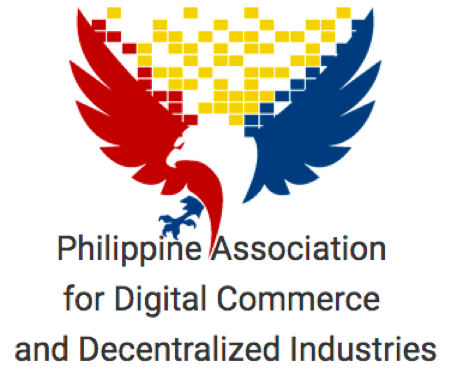 Philippine Association
for Digital Commerce
and Decentralized Industries